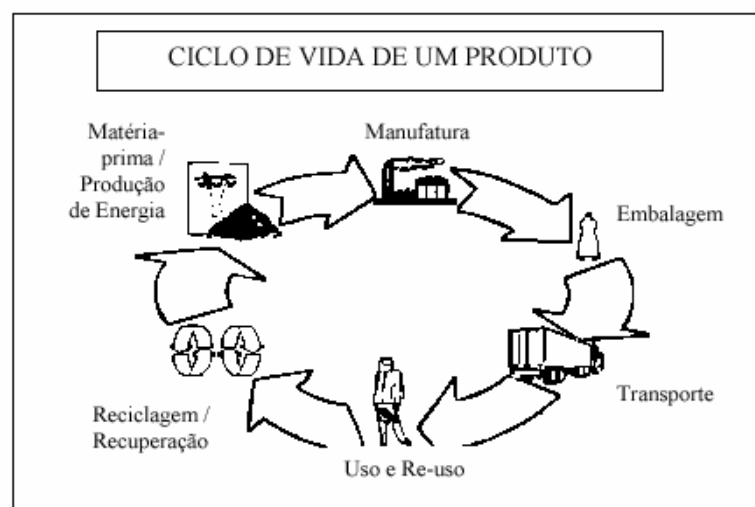 CICLO DE VIDA DE UM PRODUTO
Matéria-
prima /
Produção
de Energia
Manufatura
Embalagem
Transporte
Uso e Re-uso
Reciclagem /
Recuperação